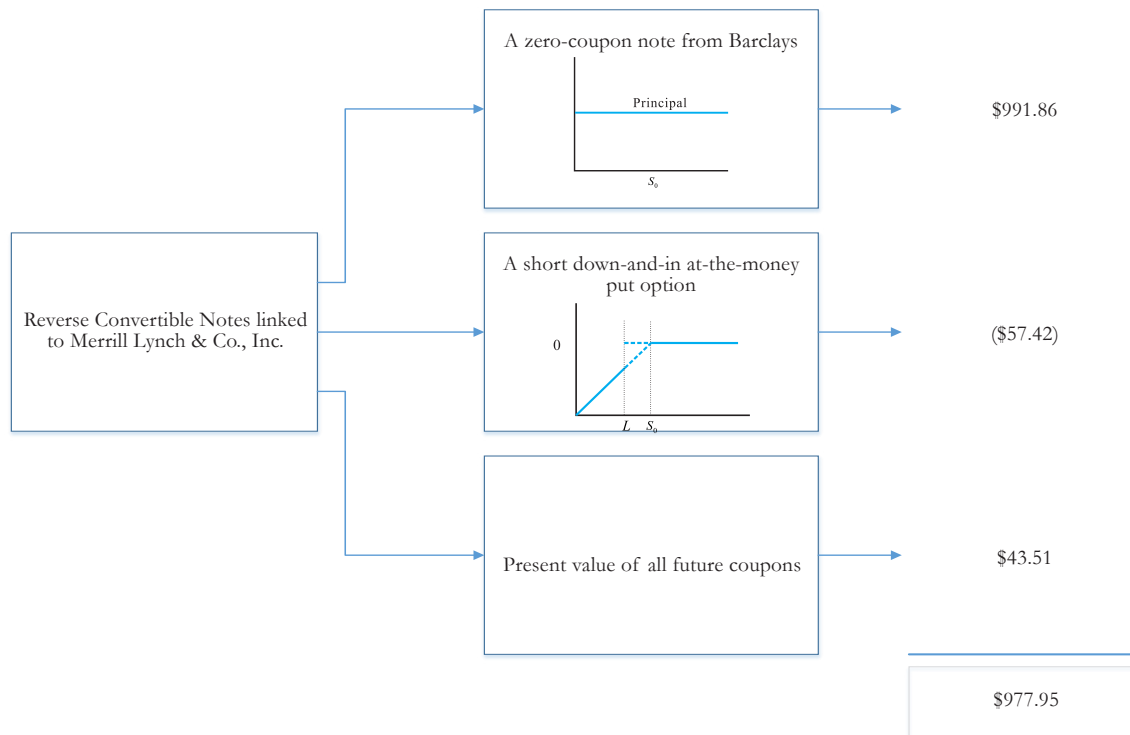 A zero-coupon note from Barclays
Principal
S₀
$991.86
Reverse Convertible Notes linked
to Merrill Lynch & Co., Inc.
A short down-and-in at-the-money
put option
0
L S₀
($57.42)
Present value of all future coupons
$43.51
$977.95